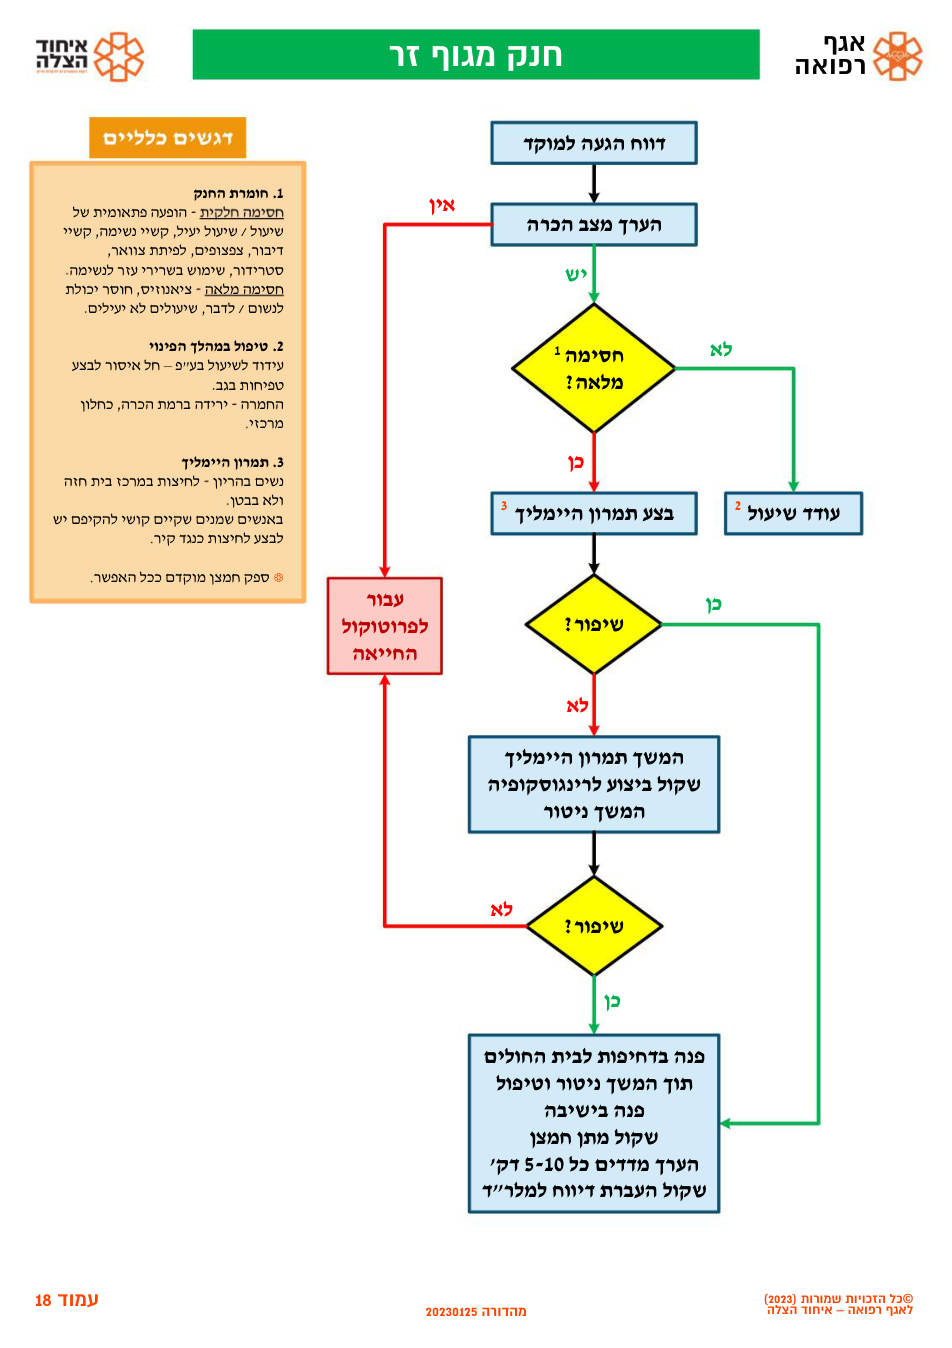 אגף
רפואה
חנק מגוף זר
איחוד
הצלה
דווח הגעה למוקד
הערך מצב הכרה
אין
יש
חסימה 1
מלאה?
לא
כן
בצע תמרון היימליך 3
עודד שיעול 2
שיפור?
כן
לא
עבור
לפרוטוקול
החייאה
המשך תמרון היימליך
שקול ביצוע לרינגוסקופיה
המשך ניטור
שיפור?
לא
כן
פנה בדחיפות לבית החולים
תוך המשך ניטור וטיפול
פנה בישיבה
שקול מתן חמצן
הערך מדדים כל 5-10 דק'
שקול העברת דיווח למלר"ד
דגשים כלליים
1. חומרת החנק
חסימה חלקית - הופעה פתאומית של
שיעול / שיעול יעיל, קשיי נשימה, קשיי
דיבור, צפצופים, לפיתת צוואר,
סטרידור, שימוש בשרירי עזר לנשימה.
חסימה מלאה - ציאנוזיס, חוסר יכולת
לנשום / לדבר, שיעולים לא יעילים.
2. טיפול במהלך הפינוי
עידוד לשיעול בע"פ – חל איסור לבצע
טפיחות בגב.
החמרה - ירידה ברמת הכרה, כחלון
מרכזי.
3. תמרון היימליך
נשים בהריון - לחיצות במרכז בית חזה
ולא בבטן.
באנשים שמנים שקיים קושי להקיפם יש
לבצע לחיצות כנגד קיר.
ספק חמצן מוקדם ככל האפשר.
©כל הזכויות שמורות (2023)
לאגף רפואה – איחוד הצלה
מהדורה 20230125
עמוד 18